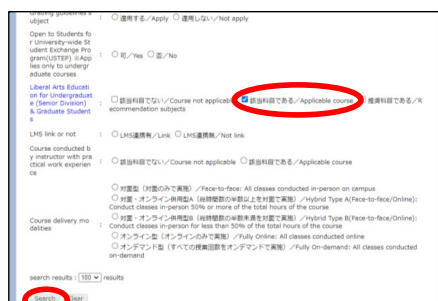 Grading guidelines s
ubject : ○ 適用する／Apply ○ 適用しない／Not apply
Open to Students fo
r University-wide St
udent Exchange Pro
gram(USTEP) ※App
lies only to undergr
aduate courses : ○ 可／Yes ○ 否／No
Liberal Arts Educati
on for Undergraduat
e (Senior Division)
& Graduate Student
s : □ 該当科目でない／Course not applicable ☑ 該当科目である／Applicable course □ 推薦科目である／R
ecommendation subjects
LMS link or not : ○ LMS連携有／Link ○ LMS連携無／Not link
Course conducted b
y instructor with pra
ctical work experien
ce : ○ 該当科目でない／Course not applicable ○ 該当科目である／Applicable course
Course delivery mo
dalities :
○ 対面型（対面のみで実施）／Face-to-face: All classes conducted in-person on campus
○ 対面・オンライン併用型A（総時間数の半数以上を対面で実施）／Hybrid Type A(Face-to-face/Online):
Conduct classes in-person 50% or more of the total hours of the course
○ 対面・オンライン併用型B（総時間数の半数未満を対面で実施）／Hybrid Type B(Face-to-face/Online):
Conduct classes in-person for less than 50% of the total hours of the course
○ オンライン型（オンラインのみで実施）／Fully Online: All classes conducted online
○ オンデマンド型（すべての授業回数をオンデマンドで実施）／Fully On-demand: All classes conducted
on-demand
search results : 100 results
Search Clear